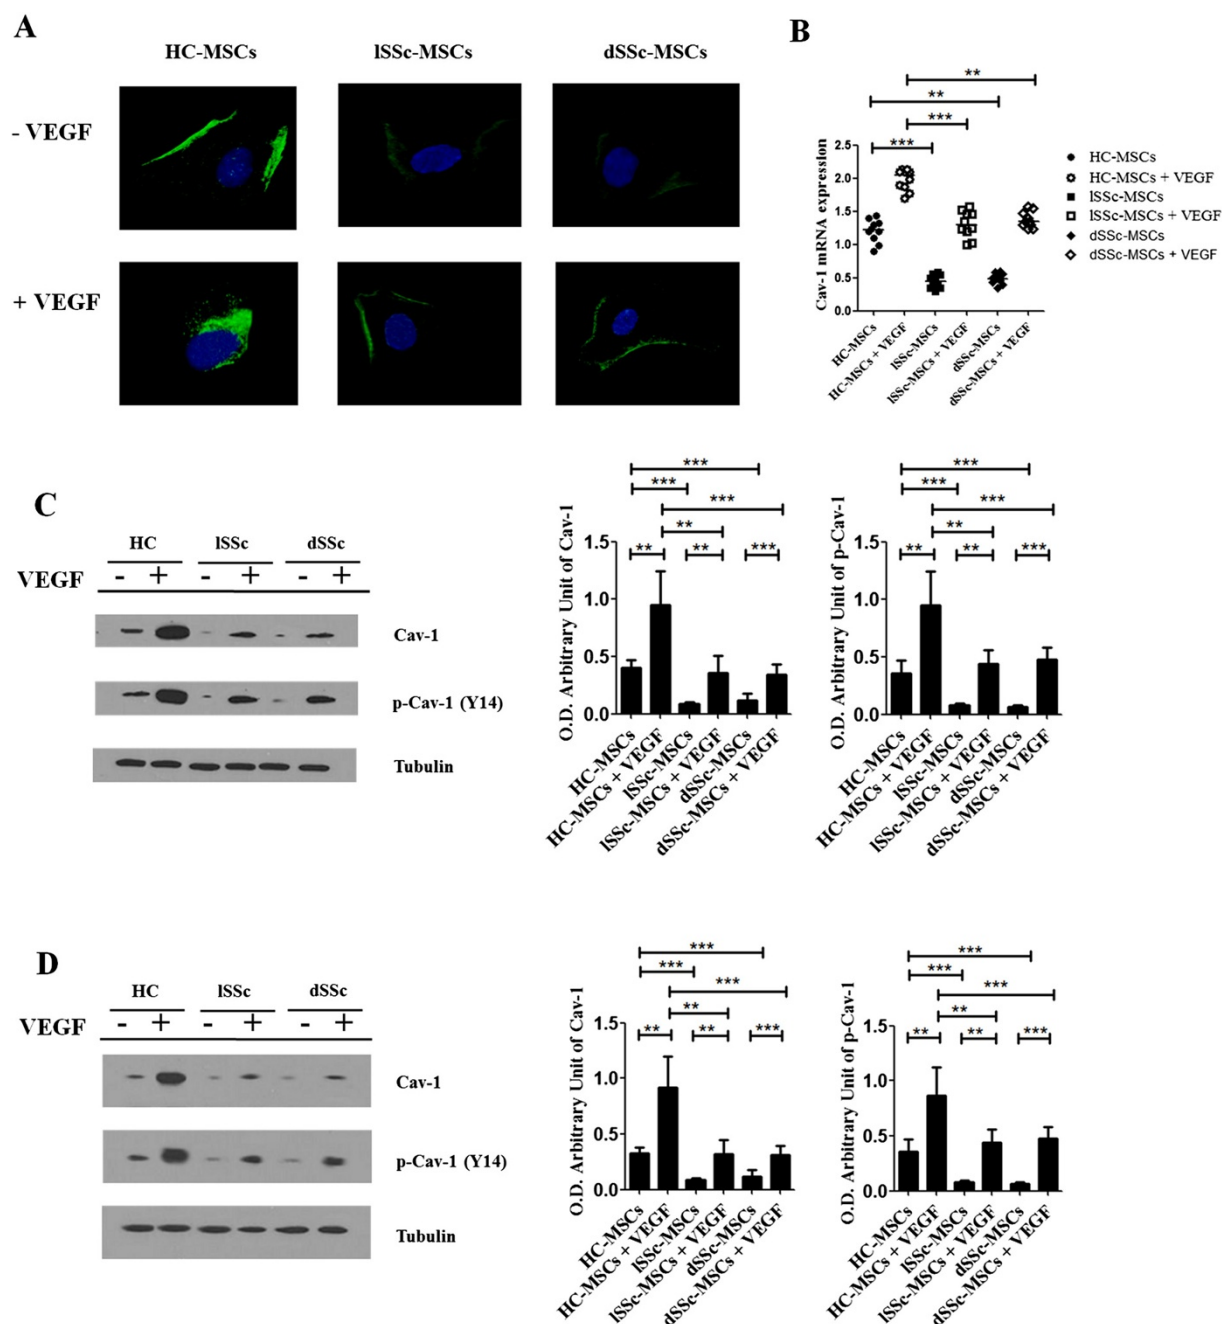 A
HC-MSCs
lSSc-MSCs
dSSc-MSCs
- VEGF
+ VEGF
B
**
**
***
***
Cav-1 mRNA expression
2.5
2.0
1.5
1.0
0.5
0.0
HC-MSCs
HC-MSCs + VEGF
lSSc-MSCs
lSSc-MSCs + VEGF
dSSc-MSCs
dSSc-MSCs + VEGF
HC-MSCs
HC-MSCs + VEGF
lSSc-MSCs
lSSc-MSCs + VEGF
dSSc-MSCs
dSSc-MSCs + VEGF
C
HC lSSc dSSc
VEGF - + - + - +
Cav-1
p-Cav-1 (Y14)
Tubulin
***
***
***
**
** ** ***
O.D. Arbitrary Unit of Cav-1
1.5
1.0
0.5
0.0
HC-MSCs
HC-MSCs + VEGF
lSSc-MSCs
lSSc-MSCs + VEGF
dSSc-MSCs
dSSc-MSCs + VEGF
***
***
***
**
** ** ***
O.D. Arbitrary Unit of p-Cav-1
1.5
1.0
0.5
0.0
HC-MSCs
HC-MSCs + VEGF
lSSc-MSCs
lSSc-MSCs + VEGF
dSSc-MSCs
dSSc-MSCs + VEGF
D
HC lSSc dSSc
VEGF - + - + - +
Cav-1
p-Cav-1 (Y14)
Tubulin
***
***
***
**
** ** ***
O.D. Arbitrary Unit of Cav-1
1.5
1.0
0.5
0.0
HC-MSCs
HC-MSCs + VEGF
lSSc-MSCs
lSSc-MSCs + VEGF
dSSc-MSCs
dSSc-MSCs + VEGF
***
***
***
**
** ** ***
O.D. Arbitrary Unit of p-Cav-1
1.5
1.0
0.5
0.0
HC-MSCs
HC-MSCs + VEGF
lSSc-MSCs
lSSc-MSCs + VEGF
dSSc-MSCs
dSSc-MSCs + VEGF